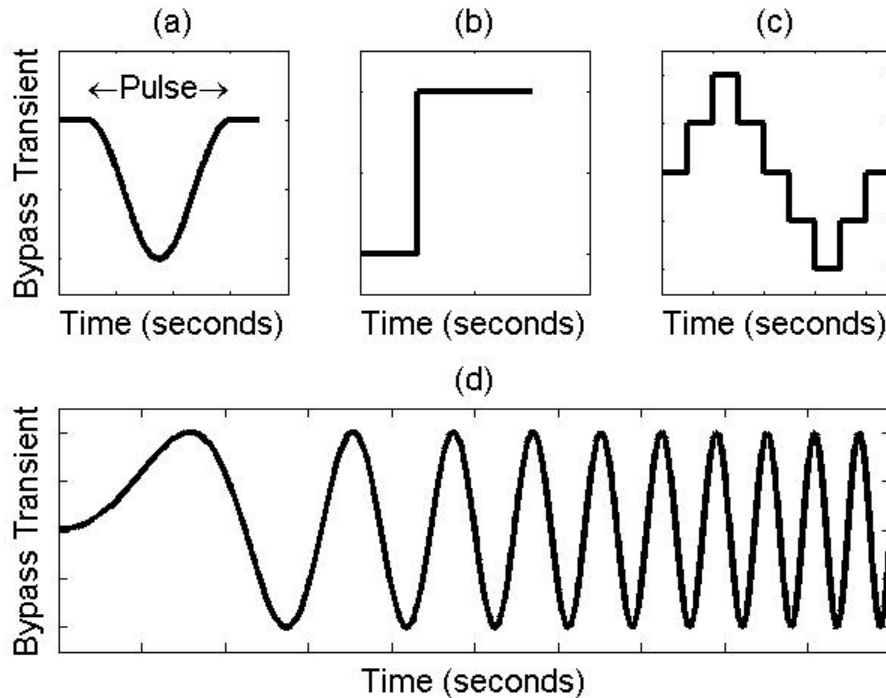 (a)
(b)
(c)
Bypass Transient
←Pulse→
Time (seconds)
Time (seconds)
Time (seconds)
(d)
Bypass Transient
Time (seconds)